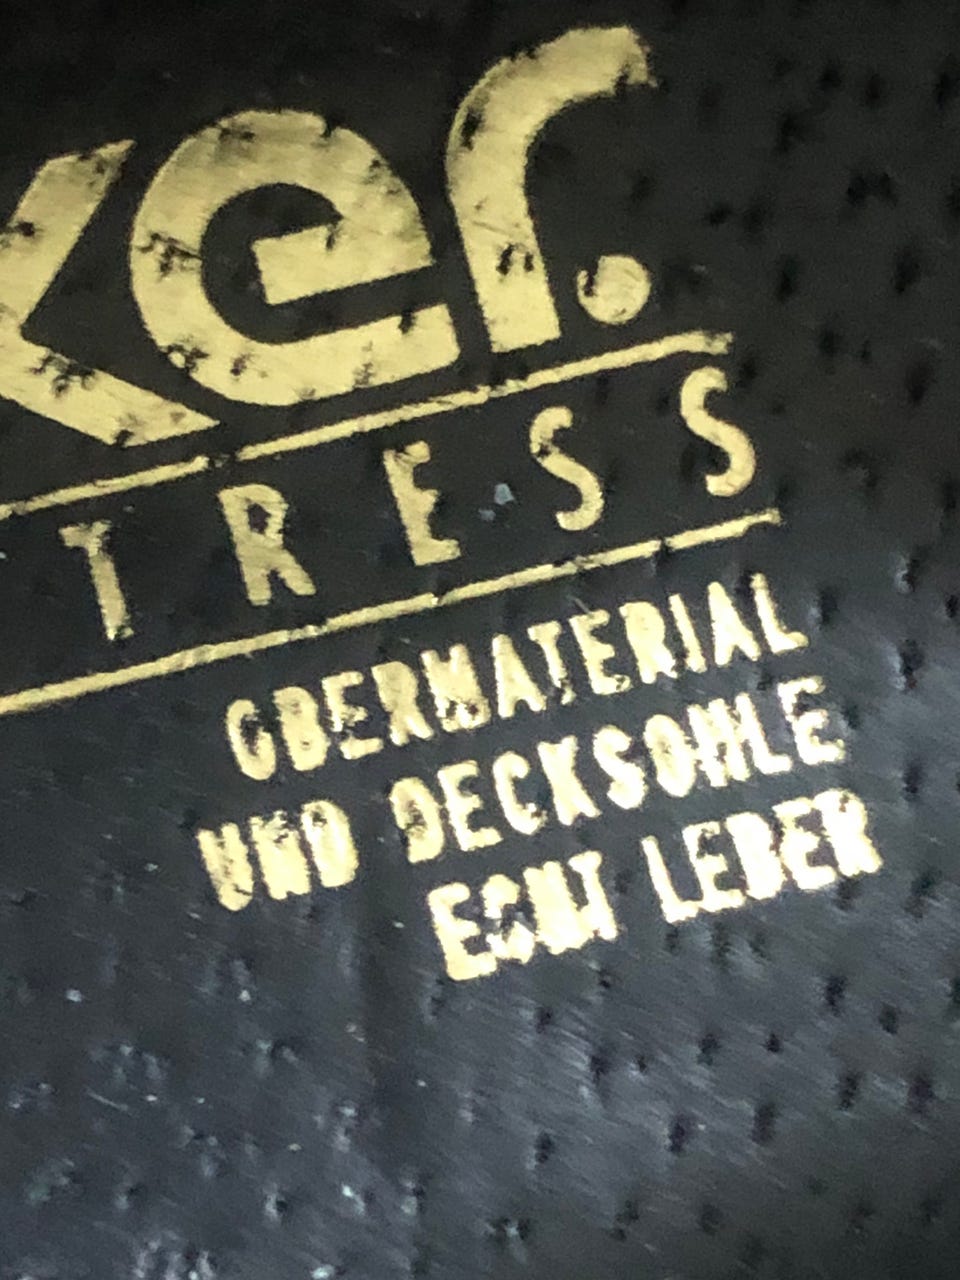 ker.
TRESS
OBERMATERIAL
UND DECKSOHLE
ECHT LEDER